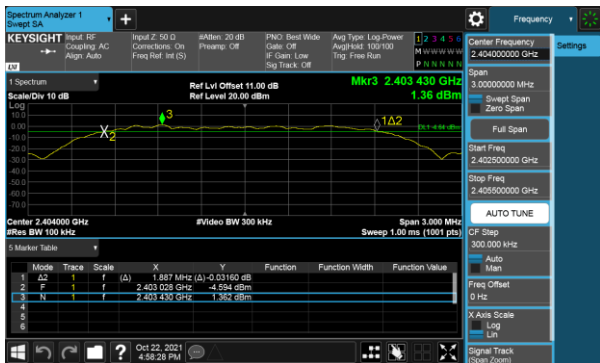 Spectrum Analyzer 1
Swept SA
Frequency
KEYSIGHT
Input: RF
Coupling: AC
Align: Auto
Input Z: 50 Ω
Corrections: On
Freq Ref: Int (S)
#Atten: 20 dB
Preamp: Off
PNO: Best Wide
Gate: Off
IF Gain: Low
Sig Track: Off
Avg Type: Log-Power
Avg|Hold: 100/100
Trig: Free Run
1 2 3 4 5 6
M W W W W W
P N N N N N
LXI
1 Spectrum
Scale/Div 10 dB
Ref Lvl Offset 11.00 dB
Ref Level 20.00 dBm
Mkr3 2.403 430 GHz
1.36 dBm
Log
10.0
0.00
-10.0
-20.0
-30.0
-40.0
-50.0
-60.0
-70.0
X2
3
1Δ2
DL1 -4.64 dBm
Center 2.404000 GHz
#Res BW 100 kHz
#Video BW 300 kHz
Span 3.000 MHz
Sweep 1.00 ms (1001 pts)
5 Marker Table
Mode Trace Scale X Y Function Function Width Function Value
1 Δ2 1 f (Δ) 1.887 MHz (Δ) -0.03160 dB
2 F 1 f 2.403 028 GHz -4.594 dBm
3 N 1 f 2.403 430 GHz 1.362 dBm
4
5
6
?
Oct 22, 2021
4:58:28 PM
Center Frequency
2.404000000 GHz
Span
3.00000000 MHz
Swept Span
Zero Span
Full Span
Start Freq
2.402500000 GHz
Stop Freq
2.405500000 GHz
AUTO TUNE
CF Step
300.000 kHz
Auto
Man
Freq Offset
0 Hz
X Axis Scale
Log
Lin
Signal Track
(Span Zoom)
Settings